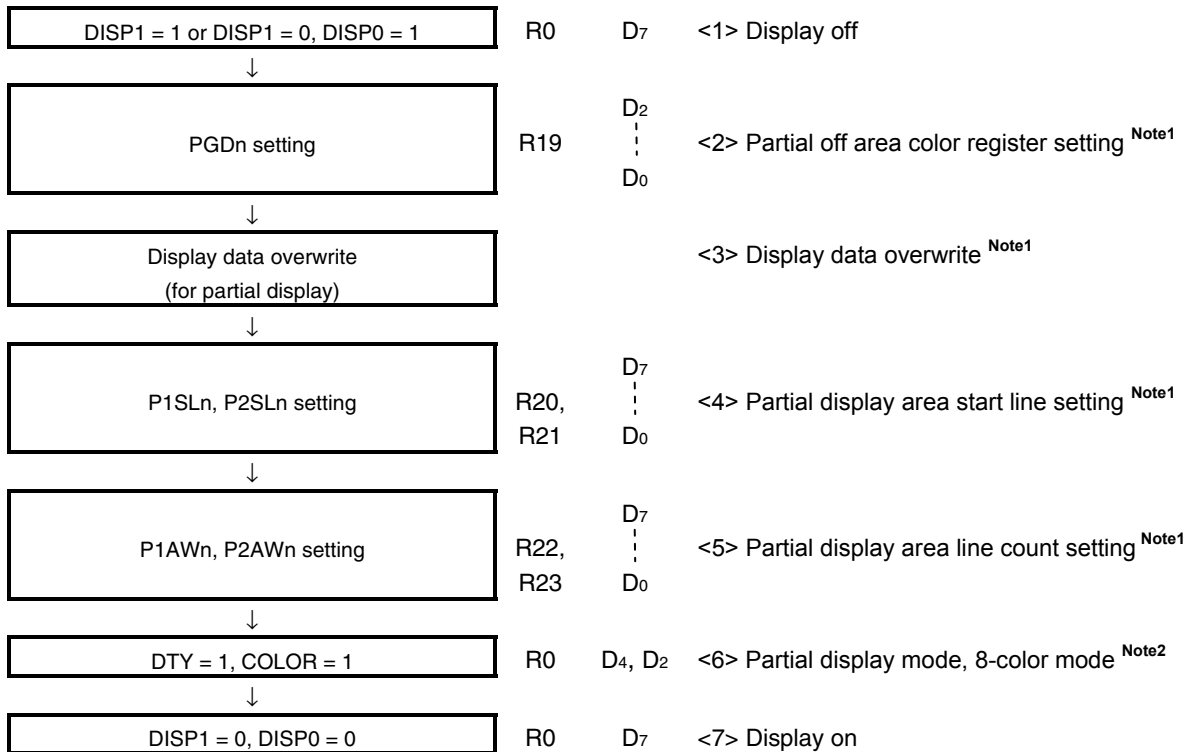 DISP1 = 1 or DISP1 = 0, DISP0 = 1 R0 D7 <1> Display off
↓
D2
PGDn setting R19 <2> Partial off area color register setting Note1
D0
↓
Display data overwrite <3> Display data overwrite Note1
(for partial display)
↓
D7
P1SLn, P2SLn setting R20, <4> Partial display area start line setting Note1
R21 D0
↓
D7
P1AWn, P2AWn setting R22, <5> Partial display area line count setting Note1
R23 D0
↓
DTY = 1, COLOR = 1 R0 D4, D2 <6> Partial display mode, 8-color mode Note2
↓
DISP1 = 0, DISP0 = 0 R0 D7 <7> Display on